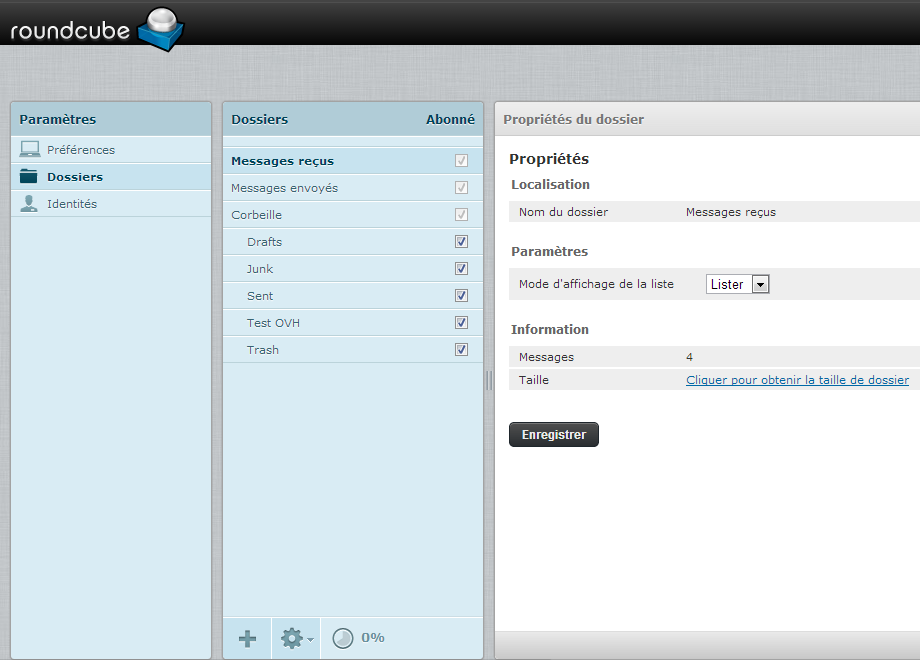 roundcube
Paramètres
Préférences
Dossiers
Identités
Dossiers Abonné
Messages reçus
Messages envoyés
Corbeille
Drafts
Junk
Sent
Test OVH
Trash
0%
Propriétés du dossier
Propriétés
Localisation
Nom du dossier Messages reçus
Paramètres
Mode d'affichage de la liste Lister
Information
Messages 4
Taille Cliquer pour obtenir la taille de dossier
Enregistrer